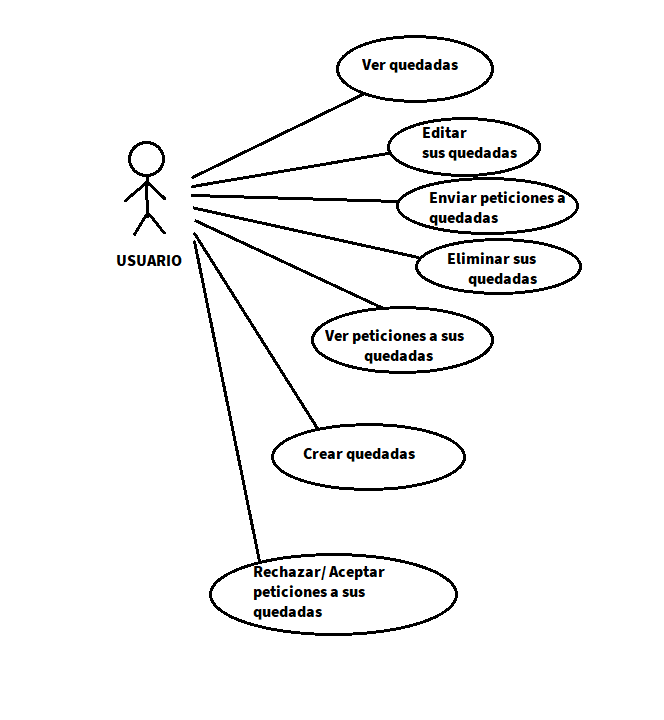 Ver quedadas
Editar
sus quedadas
Enviar peticiones a
quedadas
USUARIO
Eliminar sus
quedadas
Ver peticiones a sus
quedadas
Crear quedadas
Rechazar/ Aceptar
peticiones a sus
quedadas